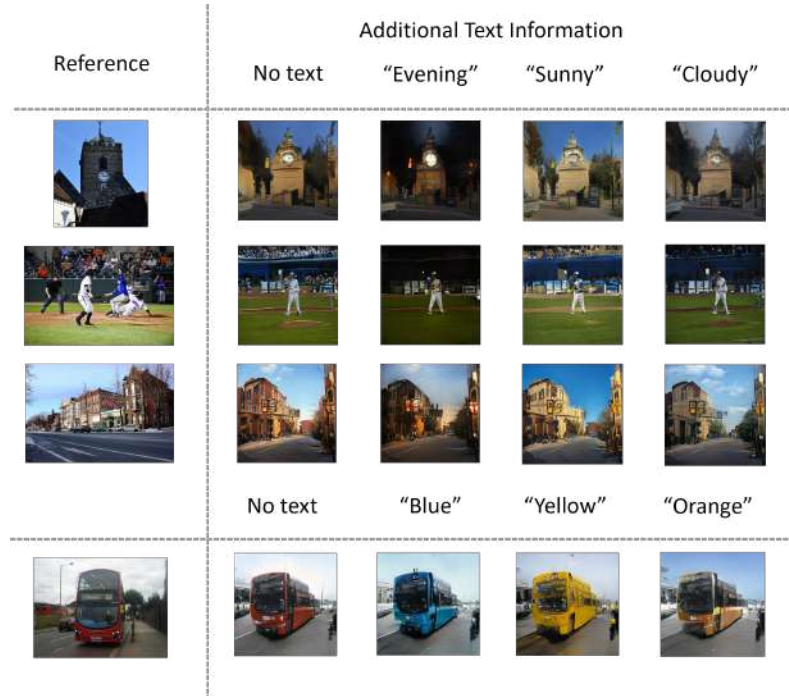 Additional Text Information
Reference
No text “Evening” “Sunny” “Cloudy”
No text “Blue” “Yellow” “Orange”